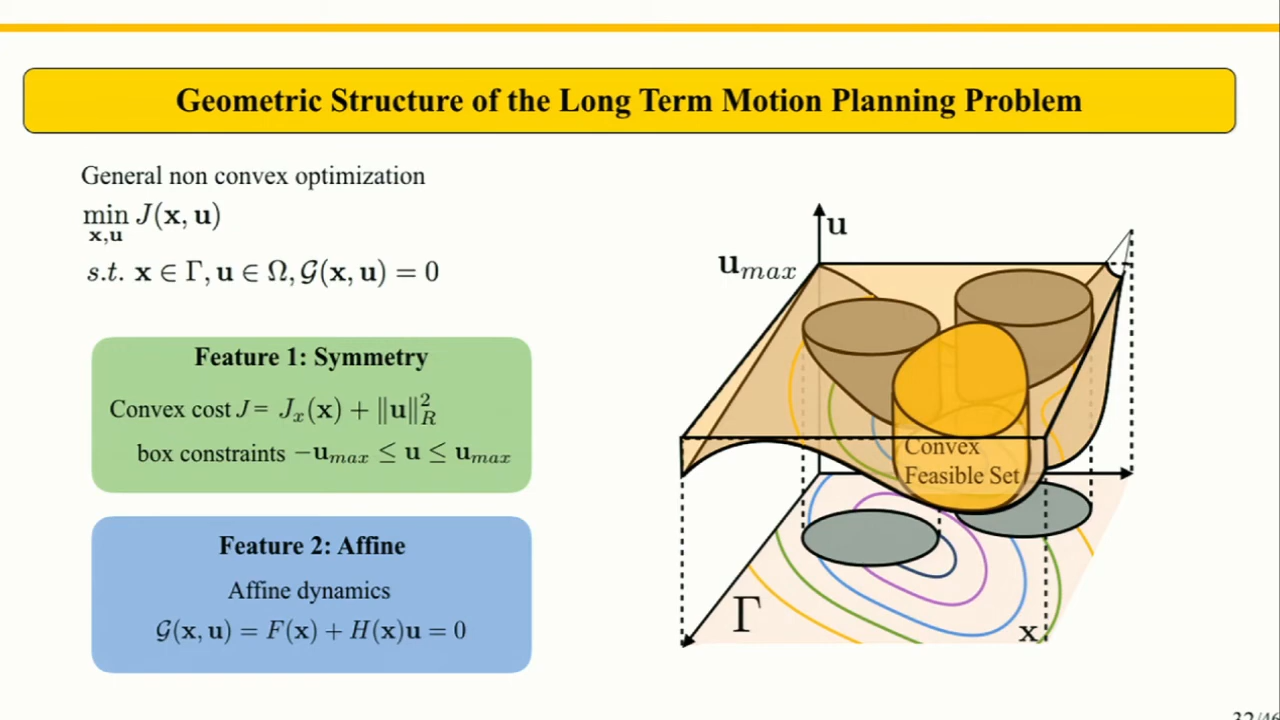 Geometric Structure of the Long Term Motion Planning Problem
General non convex optimization
min J(x, u)
x,u
s.t. x ∈ Γ, u ∈ Ω, 𝒢(x, u) = 0
Feature 1: Symmetry
Convex cost J = Jₓ(x) + ‖u‖²_R
box constraints −u_max ≤ u ≤ u_max
Feature 2: Affine
Affine dynamics
𝒢(x, u) = F(x) + H(x)u = 0
u
u_max
Convex
Feasible Set
Γ
x